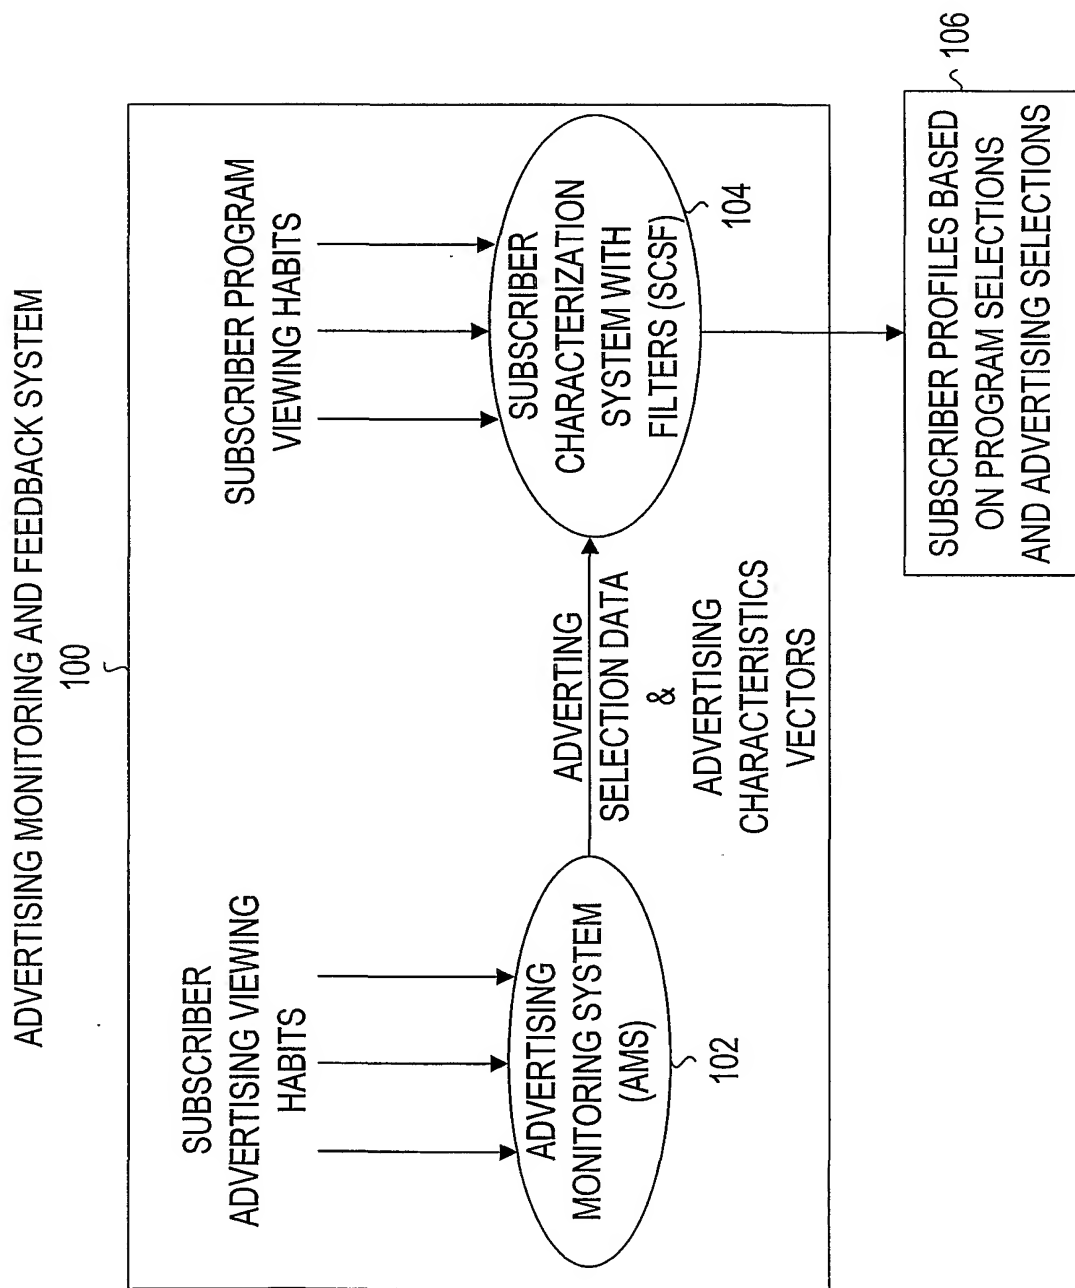 ADVERTISING MONITORING AND FEEDBACK SYSTEM
100
SUBSCRIBER
ADVERTISING VIEWING
HABITS
SUBSCRIBER PROGRAM
VIEWING HABITS
ADVERTISING
MONITORING SYSTEM
(AMS)
102
ADVERTING
SELECTION DATA
&
ADVERTISING
CHARACTERISTICS
VECTORS
SUBSCRIBER
CHARACTERIZATION
SYSTEM WITH
FILTERS (SCSF)
104
SUBSCRIBER PROFILES BASED
ON PROGRAM SELECTIONS
AND ADVERTISING SELECTIONS
106